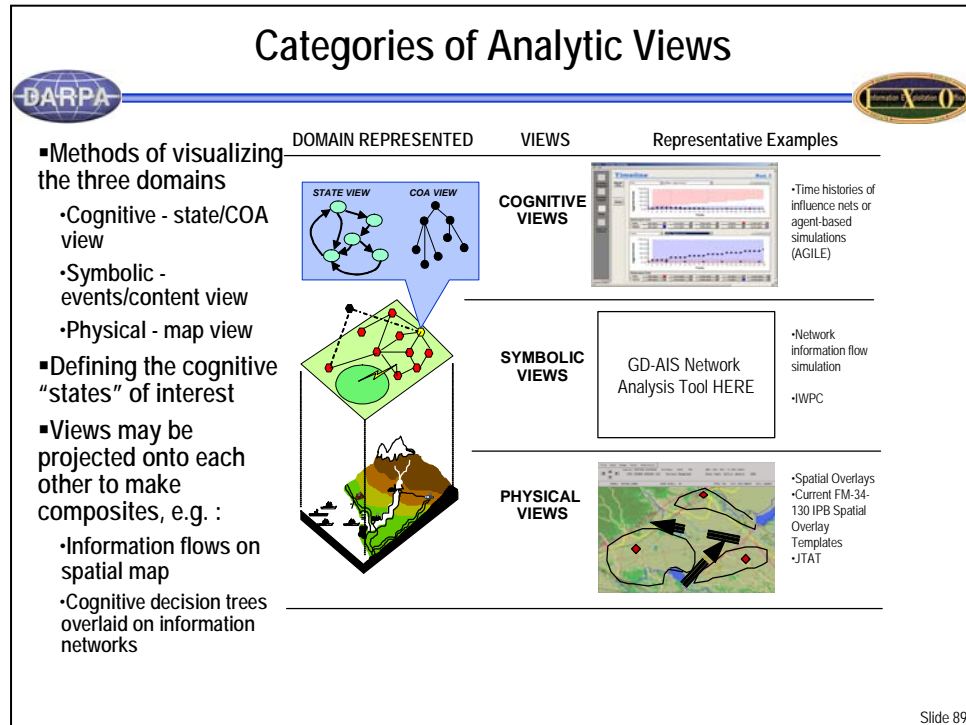 Categories of Analytic Views
DARPA
Information Exploitation Office
I X O
▪Methods of visualizing
the three domains
•Cognitive - state/COA
view
•Symbolic -
events/content view
•Physical - map view
▪Defining the cognitive
“states” of interest
▪Views may be
projected onto each
other to make
composites, e.g. :
•Information flows on
spatial map
•Cognitive decision trees
overlaid on information
networks
DOMAIN REPRESENTED
VIEWS
Representative Examples
STATE VIEW
COA VIEW
COGNITIVE
VIEWS
Timeline
•Time histories of
influence nets or
agent-based
simulations
(AGILE)
SYMBOLIC
VIEWS
GD-AIS Network
Analysis Tool HERE
•Network
information flow
simulation
•IWPC
PHYSICAL
VIEWS
•Spatial Overlays
•Current FM-34-
130 IPB Spatial
Overlay
Templates
•JTAT
Slide 89